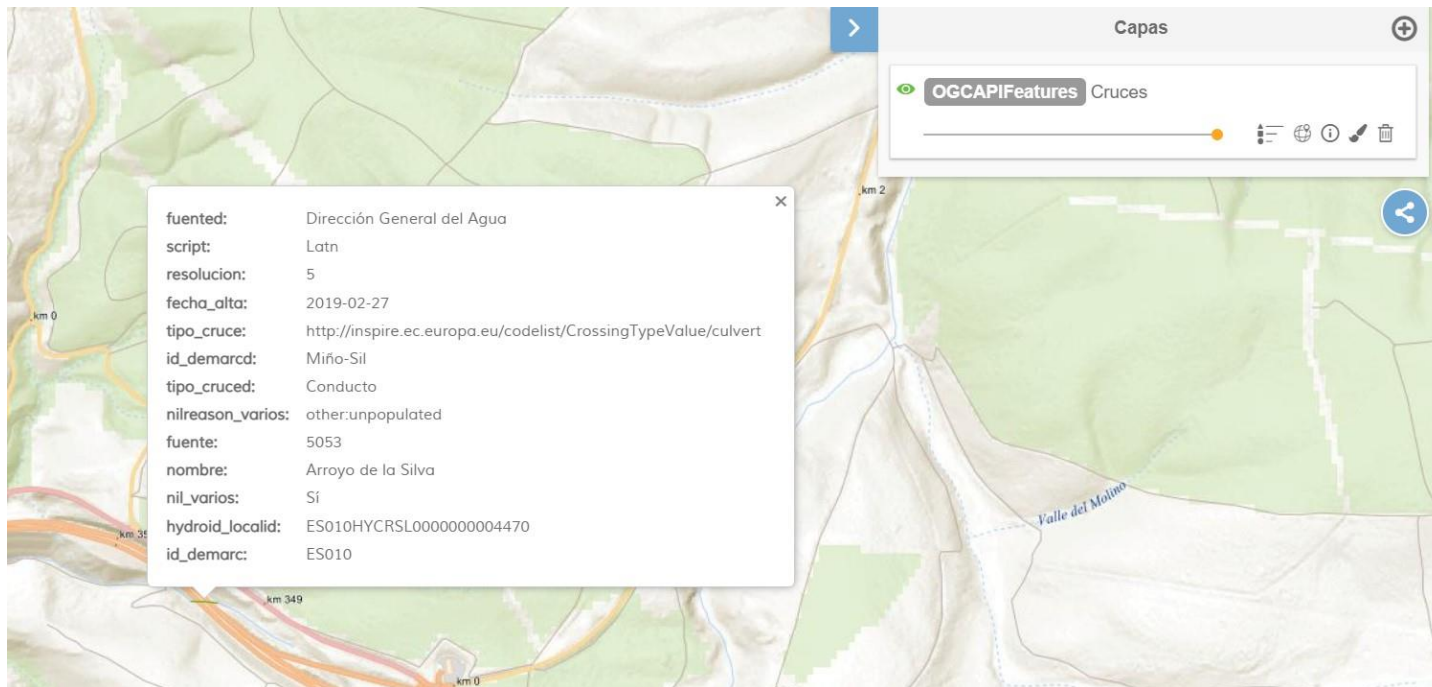 Capas
OGCAPIFeatures Cruces
km 2
fuented: Dirección General del Agua
script: Latn
resolucion: 5
fecha_alta: 2019-02-27
tipo_cruce: http://inspire.ec.europa.eu/codelist/CrossingTypeValue/culvert
id_demarcd: Miño-Sil
tipo_cruced: Conducto
nilreason_varios: other:unpopulated
fuente: 5053
nombre: Arroyo de la Silva
nil_varios: Sí
hydroid_localid: ES010HYCRSL0000000004470
id_demarc: ES010
km 0
Valle del Molino
km 35
km 349
km 0